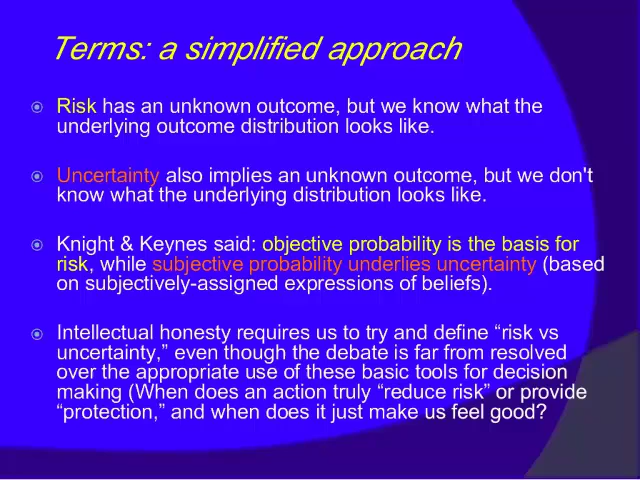 Terms: a simplified approach
Risk has an unknown outcome, but we know what the
underlying outcome distribution looks like.
Uncertainty also implies an unknown outcome, but we don't
know what the underlying distribution looks like.
Knight & Keynes said: objective probability is the basis for
risk, while subjective probability underlies uncertainty (based
on subjectively-assigned expressions of beliefs).
Intellectual honesty requires us to try and define “risk vs
uncertainty,” even though the debate is far from resolved
over the appropriate use of these basic tools for decision
making (When does an action truly “reduce risk” or provide
“protection,” and when does it just make us feel good?